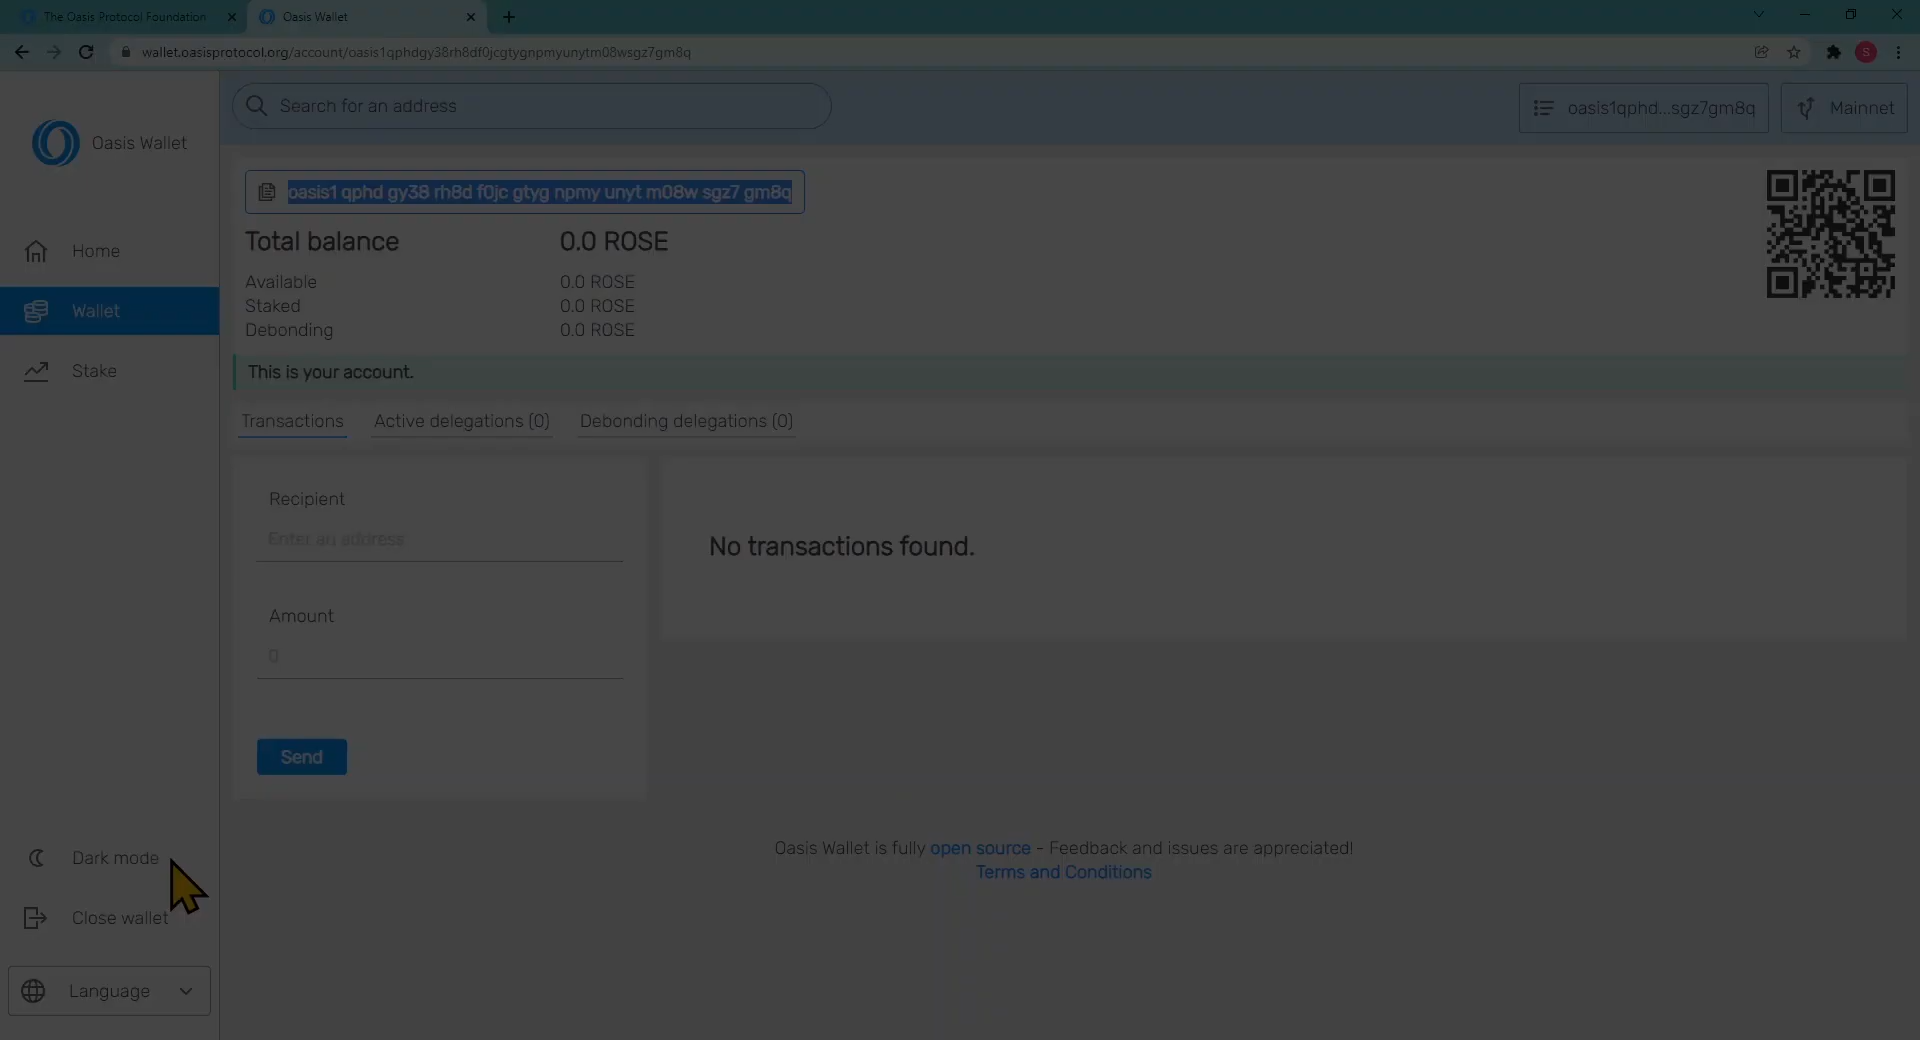 The Oasis Protocol Foundation
Oasis Wallet
wallet.oasisprotocol.org/account/oasis1qphdgy38rh8df0jcgtygnpmyunytm08wsgz7gm8q
S
Oasis Wallet
Search for an address
oasis1qphd...sgz7gm8q
Mainnet
oasis1 qphd gy38 rh8d f0jc gtyg npmy unyt m08w sgz7 gm8q
Total balance 0.0 ROSE
Available 0.0 ROSE
Staked 0.0 ROSE
Debonding 0.0 ROSE
Home
Wallet
Stake
This is your account.
Transactions
Active delegations (0)
Debonding delegations (0)
Recipient
Enter an address
Amount
0
Send
No transactions found.
Oasis Wallet is fully open source - Feedback and issues are appreciated!
Terms and Conditions
Dark mode
Close wallet
Language